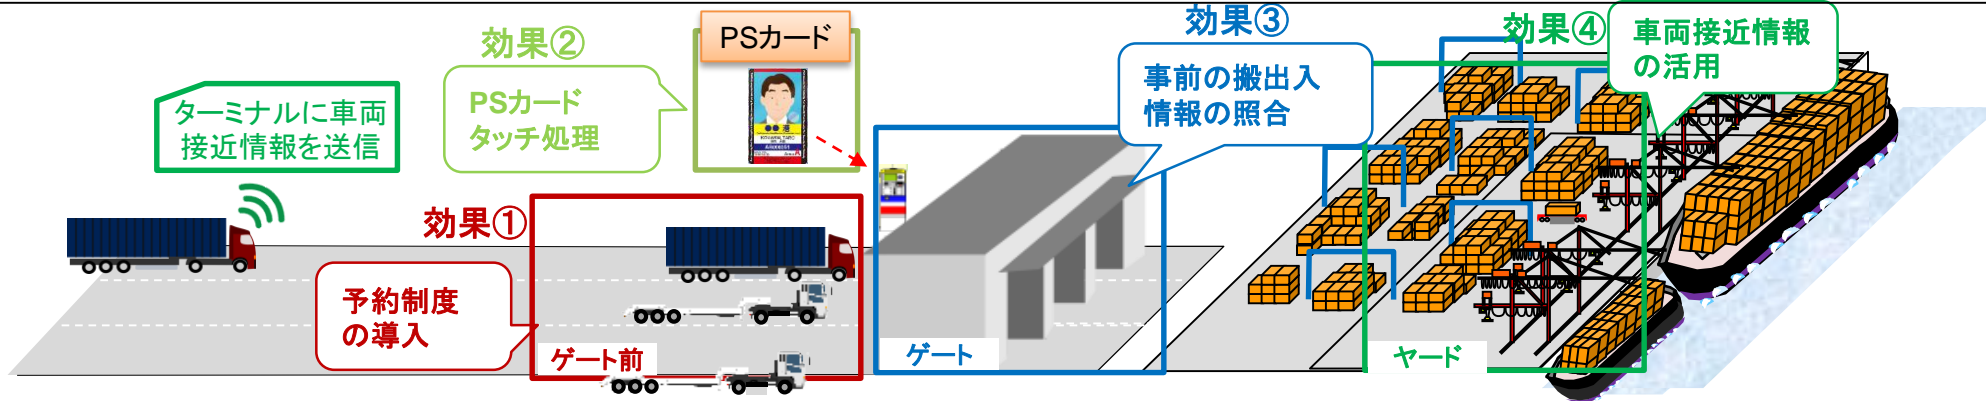 ターミナルに車両
接近情報を送信
効果②
PSカード
タッチ処理
PSカード
効果①
予約制度
の導入
ゲート前
効果③
事前の搬出入
情報の照合
ゲート
効果④
車両接近情報
の活用
ヤード